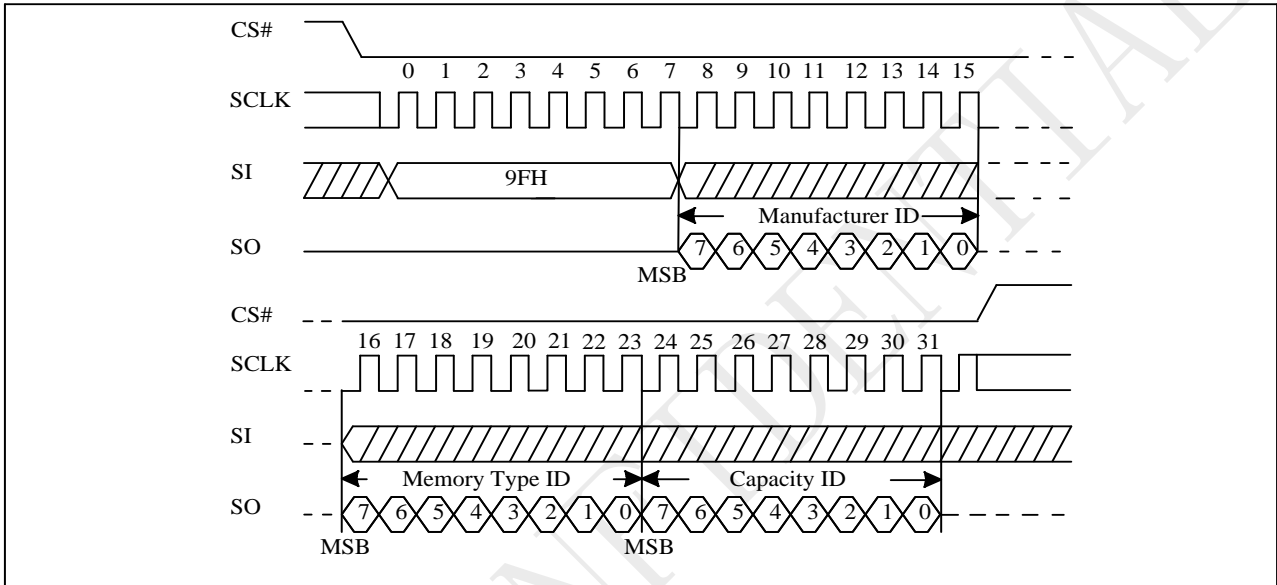 CS#
0 1 2 3 4 5 6 7 8 9 10 11 12 13 14 15
SCLK
SI
9FH
Manufacturer ID
SO
7 6 5 4 3 2 1 0
MSB
CS#
16 17 18 19 20 21 22 23 24 25 26 27 28 29 30 31
SCLK
SI
Memory Type ID Capacity ID
SO
7 6 5 4 3 2 1 0 7 6 5 4 3 2 1 0
MSB MSB
IDENTIAL